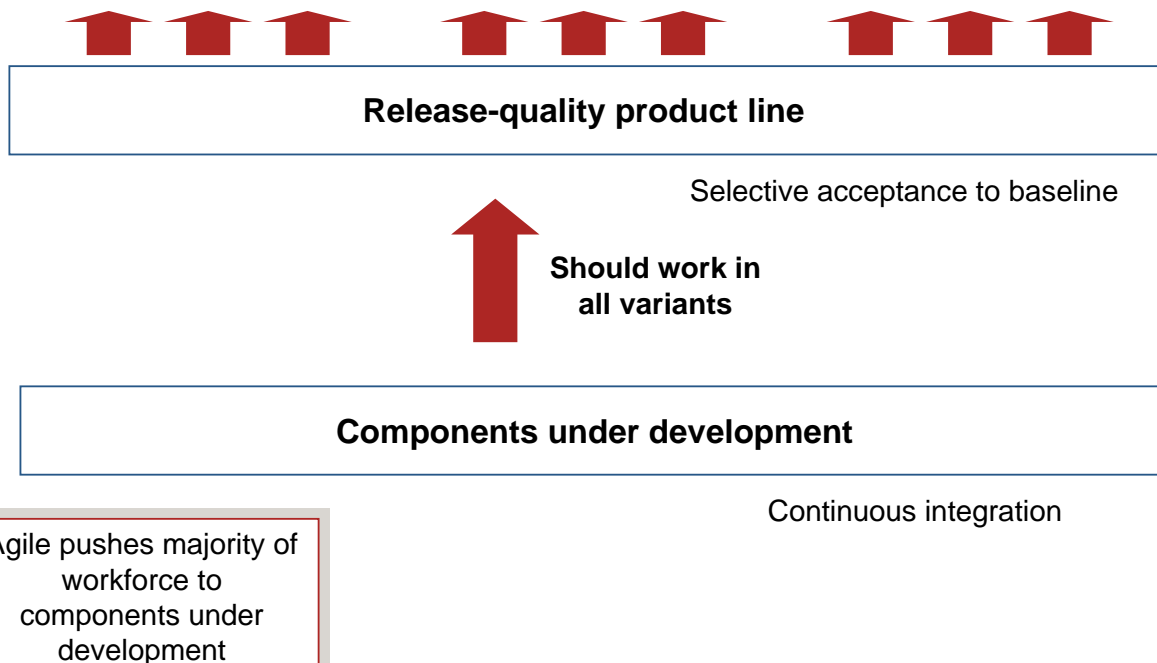 Release-quality product line
Selective acceptance to baseline
Should work in
all variants
Components under development
Continuous integration
Agile pushes majority of
workforce to
components under
development